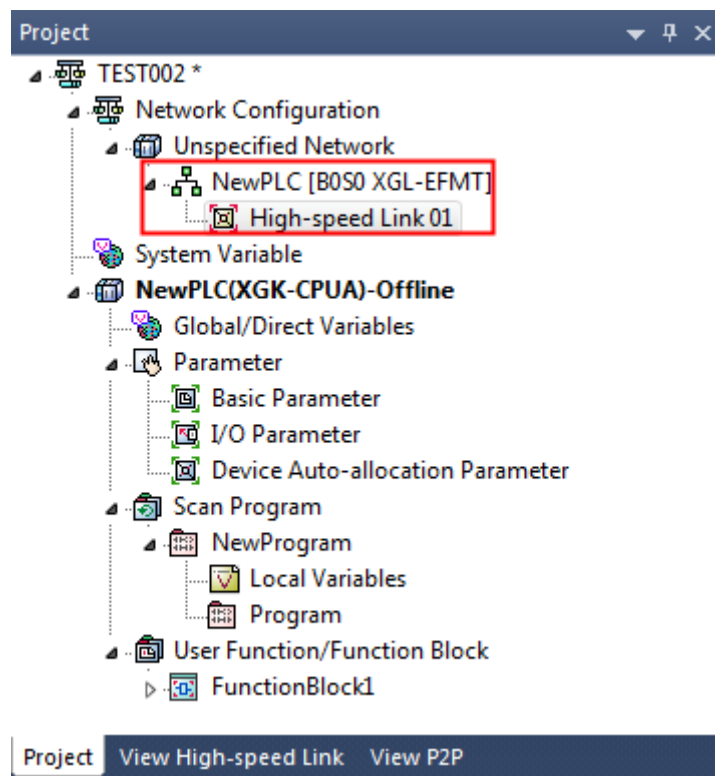 Project
TEST002 *
Network Configuration
Unspecified Network
NewPLC [B0S0 XGL-EFMT]
High-speed Link 01
System Variable
NewPLC(XGK-CPUA)-Offline
Global/Direct Variables
Parameter
Basic Parameter
I/O Parameter
Device Auto-allocation Parameter
Scan Program
NewProgram
Local Variables
Program
User Function/Function Block
FunctionBlock1
Project View High-speed Link View P2P